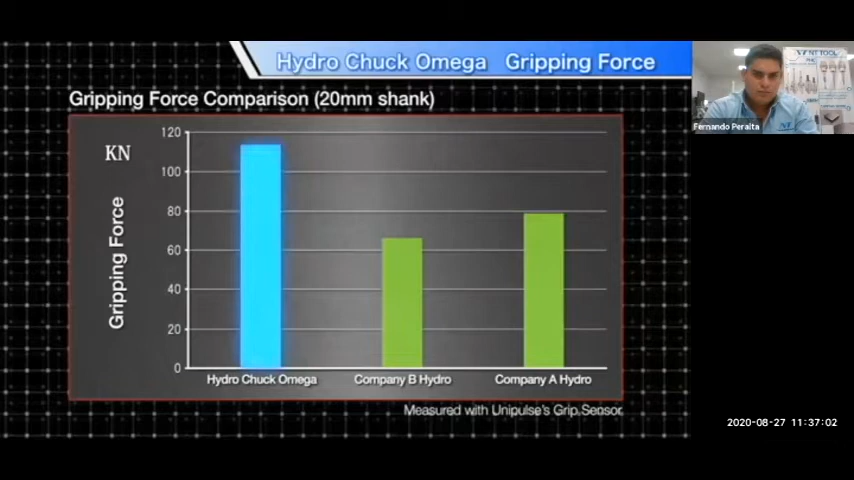 Hydro Chuck Omega Gripping Force
NT TOOL
Fernando Peralta
Gripping Force Comparison (20mm shank)
KN
Gripping Force
120
100
80
60
40
20
0
Hydro Chuck Omega
Company B Hydro
Company A Hydro
Measured with Unipulse's Grip Sensor
2020-08-27 11:37:02